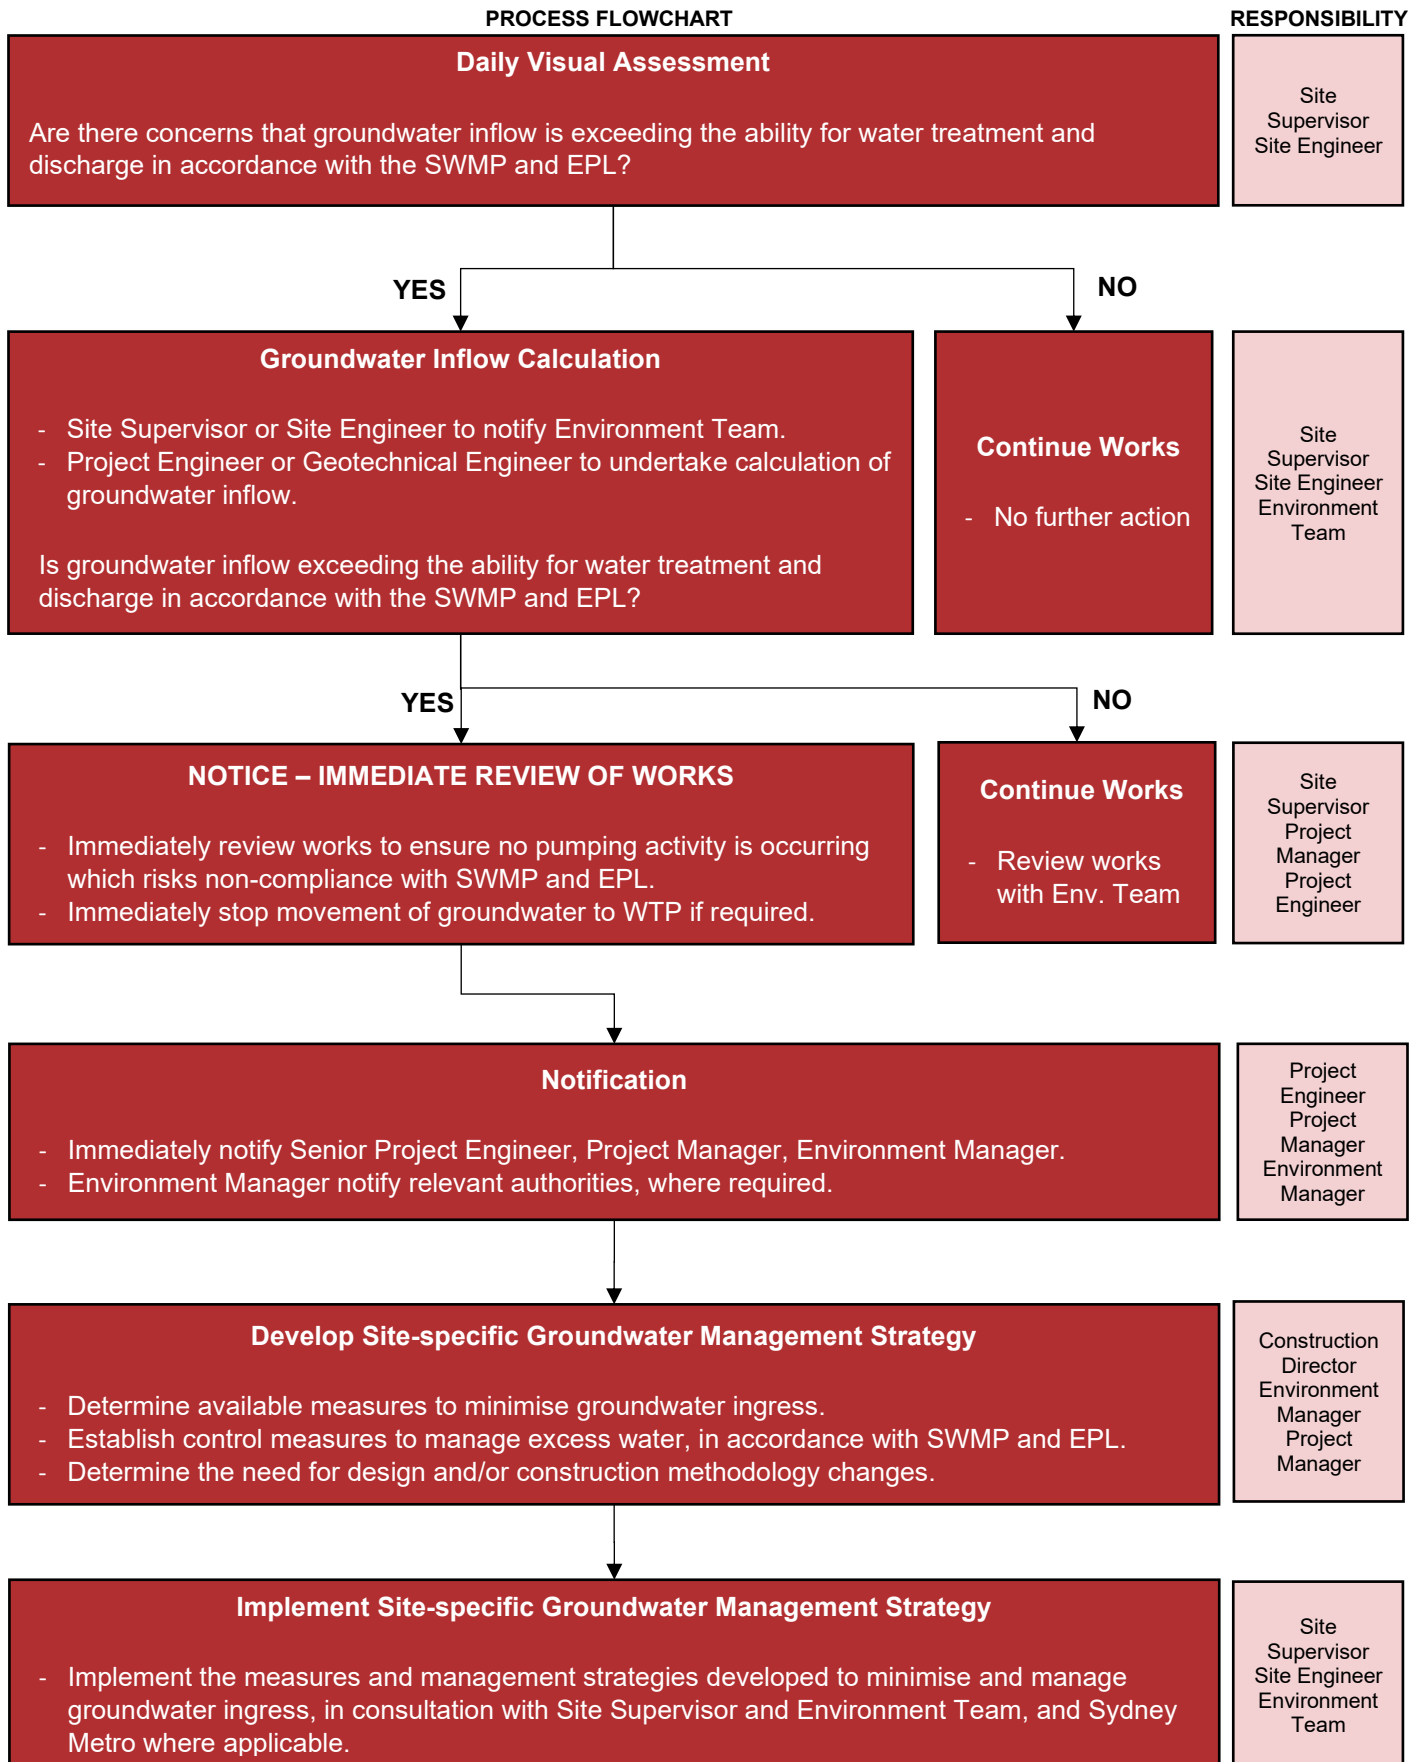 PROCESS FLOWCHART
RESPONSIBILITY
Daily Visual Assessment
Are there concerns that groundwater inflow is exceeding the ability for water treatment and
discharge in accordance with the SWMP and EPL?
Site
Supervisor
Site Engineer
YES
NO
Groundwater Inflow Calculation
- Site Supervisor or Site Engineer to notify Environment Team.
- Project Engineer or Geotechnical Engineer to undertake calculation of
groundwater inflow.
Is groundwater inflow exceeding the ability for water treatment and
discharge in accordance with the SWMP and EPL?
Continue Works
- No further action
Site
Supervisor
Site Engineer
Environment
Team
YES
NO
NOTICE – IMMEDIATE REVIEW OF WORKS
- Immediately review works to ensure no pumping activity is occurring
which risks non-compliance with SWMP and EPL.
- Immediately stop movement of groundwater to WTP if required.
Continue Works
- Review works
with Env. Team
Site
Supervisor
Project
Manager
Project
Engineer
Notification
- Immediately notify Senior Project Engineer, Project Manager, Environment Manager.
- Environment Manager notify relevant authorities, where required.
Project
Engineer
Project
Manager
Environment
Manager
Develop Site-specific Groundwater Management Strategy
- Determine available measures to minimise groundwater ingress.
- Establish control measures to manage excess water, in accordance with SWMP and EPL.
- Determine the need for design and/or construction methodology changes.
Construction
Director
Environment
Manager
Project
Manager
Implement Site-specific Groundwater Management Strategy
- Implement the measures and management strategies developed to minimise and manage
groundwater ingress, in consultation with Site Supervisor and Environment Team, and Sydney
Metro where applicable.
Site
Supervisor
Site Engineer
Environment
Team